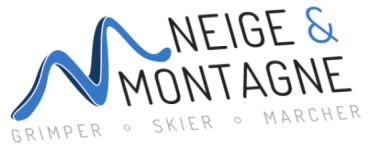 NEIGE &
MONTAGNE
GRIMPER ○ SKIER ○ MARCHER